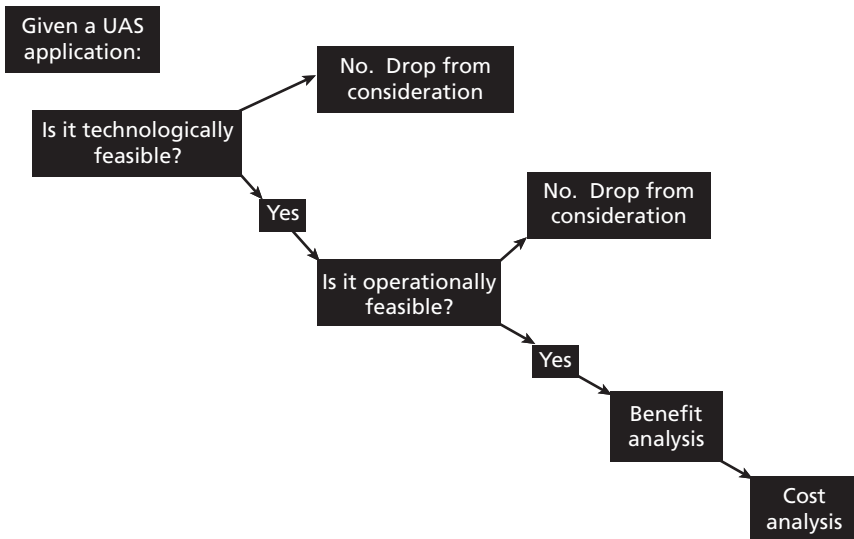 Given a UAS
application:
No.  Drop from
consideration
Is it technologically
feasible?
Yes
No.  Drop from
consideration
Is it operationally
feasible?
Yes
Benefit
analysis
Cost
analysis